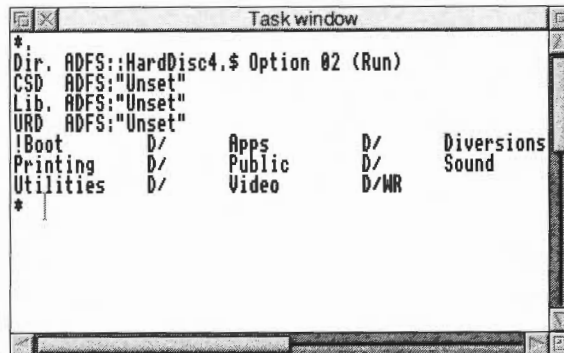 Task window
*.
Dir. ADFS::HardDisc4.$ Option 02 (Run)
CSD ADFS:"Unset"
Lib. ADFS:"Unset"
URD ADFS:"Unset"
!Boot D/ Apps D/ Diversions
Printing D/ Public D/ Sound
Utilities D/ Video D/WR
*